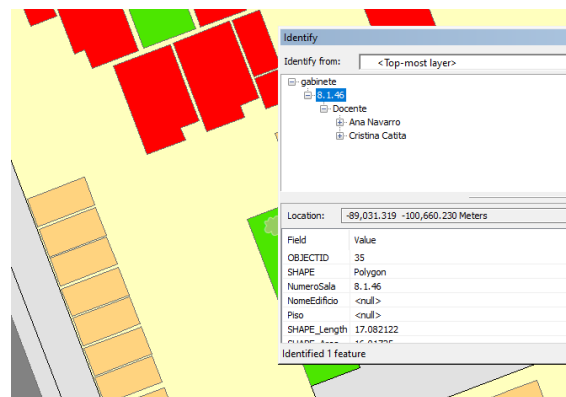 Identify
Identify from: <Top-most layer>
gabinete
8.1.46
Docente
Ana Navarro
Cristina Catita
Location: -89,031.319 -100,660.230 Meters
Field Value
OBJECTID 35
SHAPE Polygon
NumeroSala 8.1.46
NomeEdificio <null>
Piso <null>
SHAPE_Length 17.082122
Identified 1 feature